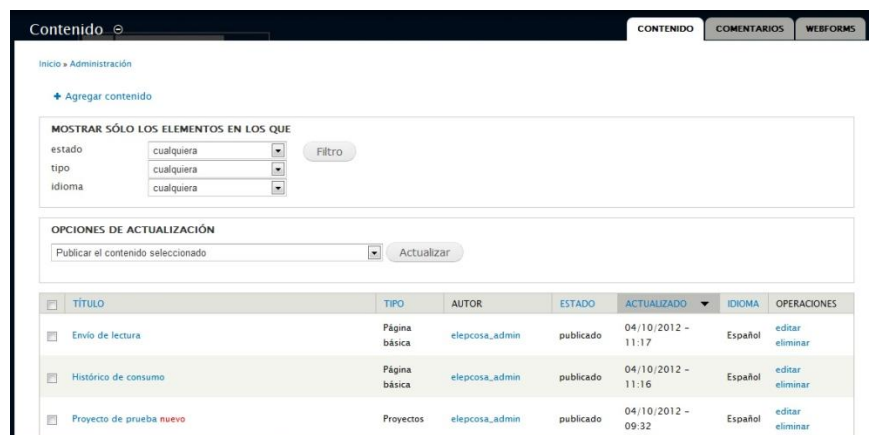 Contenido
CONTENIDO COMENTARIOS WEBFORMS
Inicio » Administración
+ Agregar contenido
MOSTRAR SÓLO LOS ELEMENTOS EN LOS QUE
estado cualquiera Filtro
tipo cualquiera
idioma cualquiera
OPCIONES DE ACTUALIZACIÓN
Publicar el contenido seleccionado Actualizar
TÍTULO TIPO AUTOR ESTADO ACTUALIZADO IDIOMA OPERACIONES
Envío de lectura Página básica elepcosa_admin publicado 04/10/2012 - 11:17 Español editar eliminar
Histórico de consumo Página básica elepcosa_admin publicado 04/10/2012 - 11:16 Español editar eliminar
Proyecto de prueba nuevo Proyectos elepcosa_admin publicado 04/10/2012 - 09:32 Español editar eliminar